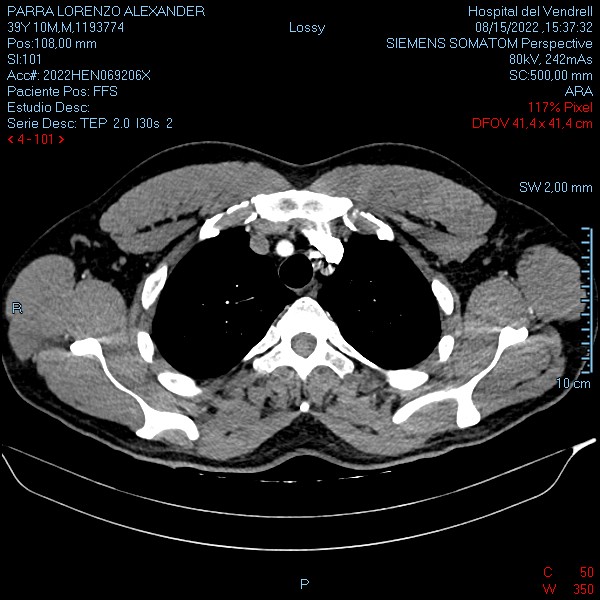 PARRA LORENZO ALEXANDER
39Y 10M,M,1193774
Pos:108,00 mm
SI:101
Acc#: 2022HEN069206X
Paciente Pos: FFS
Estudio Desc:
Serie Desc: TEP 2.0 I30s 2
< 4 - 101 >
Lossy
Hospital del Vendrell
08/15/2022 ,15:37:32
SIEMENS SOMATOM Perspective
80kV, 242mAs
SC:500,00 mm
ARA
117% Pixel
DFOV 41,4 x 41,4 cm
SW 2,00 mm
R
10 cm
P
C 50
W 350